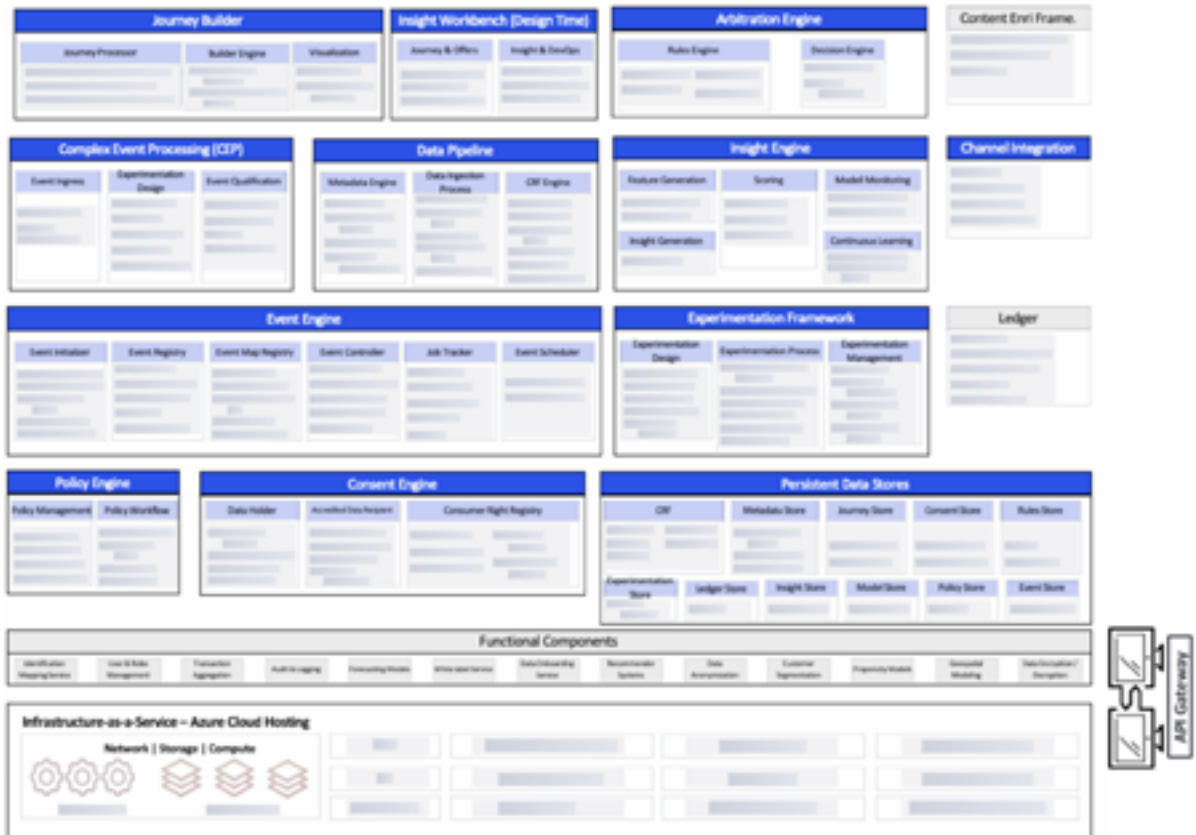 Journey Builder
Insight Workbench (Design Time)
Arbitration Engine
Content Enri Frame.
Journey Processor
Builder Engine
Visualization
Journey & Offers
Insight & DevOps
Rules Engine
Decision Engine
Complex Event Processing (CEP)
Data Pipeline
Insight Engine
Channel Integration
Event Ingress
Experimentation
Design
Event Qualification
Metadata Engine
Data Ingestion
Process
CRF Engine
Feature Generation
Scoring
Modell Monitoring
Insight Generation
Continuous Learning
Event Engine
Experimentation Framework
Ledger
Event Initializer
Event Registry
Event Map Registry
Event Controller
Job Tracker
Event Scheduler
Experimentation
Design
Experimentation Process
Experimentation
Management
Policy Engine
Consent Engine
Persistent Data Stores
Policy Management
Policy Workflow
Data Holder
Accredited Data Recipient
Consumer Right Registry
CRF
Metadata Store
Journey Store
Consent Store
Rules Store
Experimentation
Store
Ledger Store
Insight Store
Model Store
Policy Store
Event Store
Functional Components
Identification
Mapping Service
User & Roles
Management
Transaction
Aggregation
Audit & Logging
Forecasting Models
White label Service
Data Onboarding
Service
Recommender
Systems
Data
Anonymization
Customer
Segmentation
Propensity Models
Geospatial
Modeling
Data Encryption /
Decryption
API Gateway
Infrastructure-as-a-Service – Azure Cloud Hosting
Network | Storage | Compute